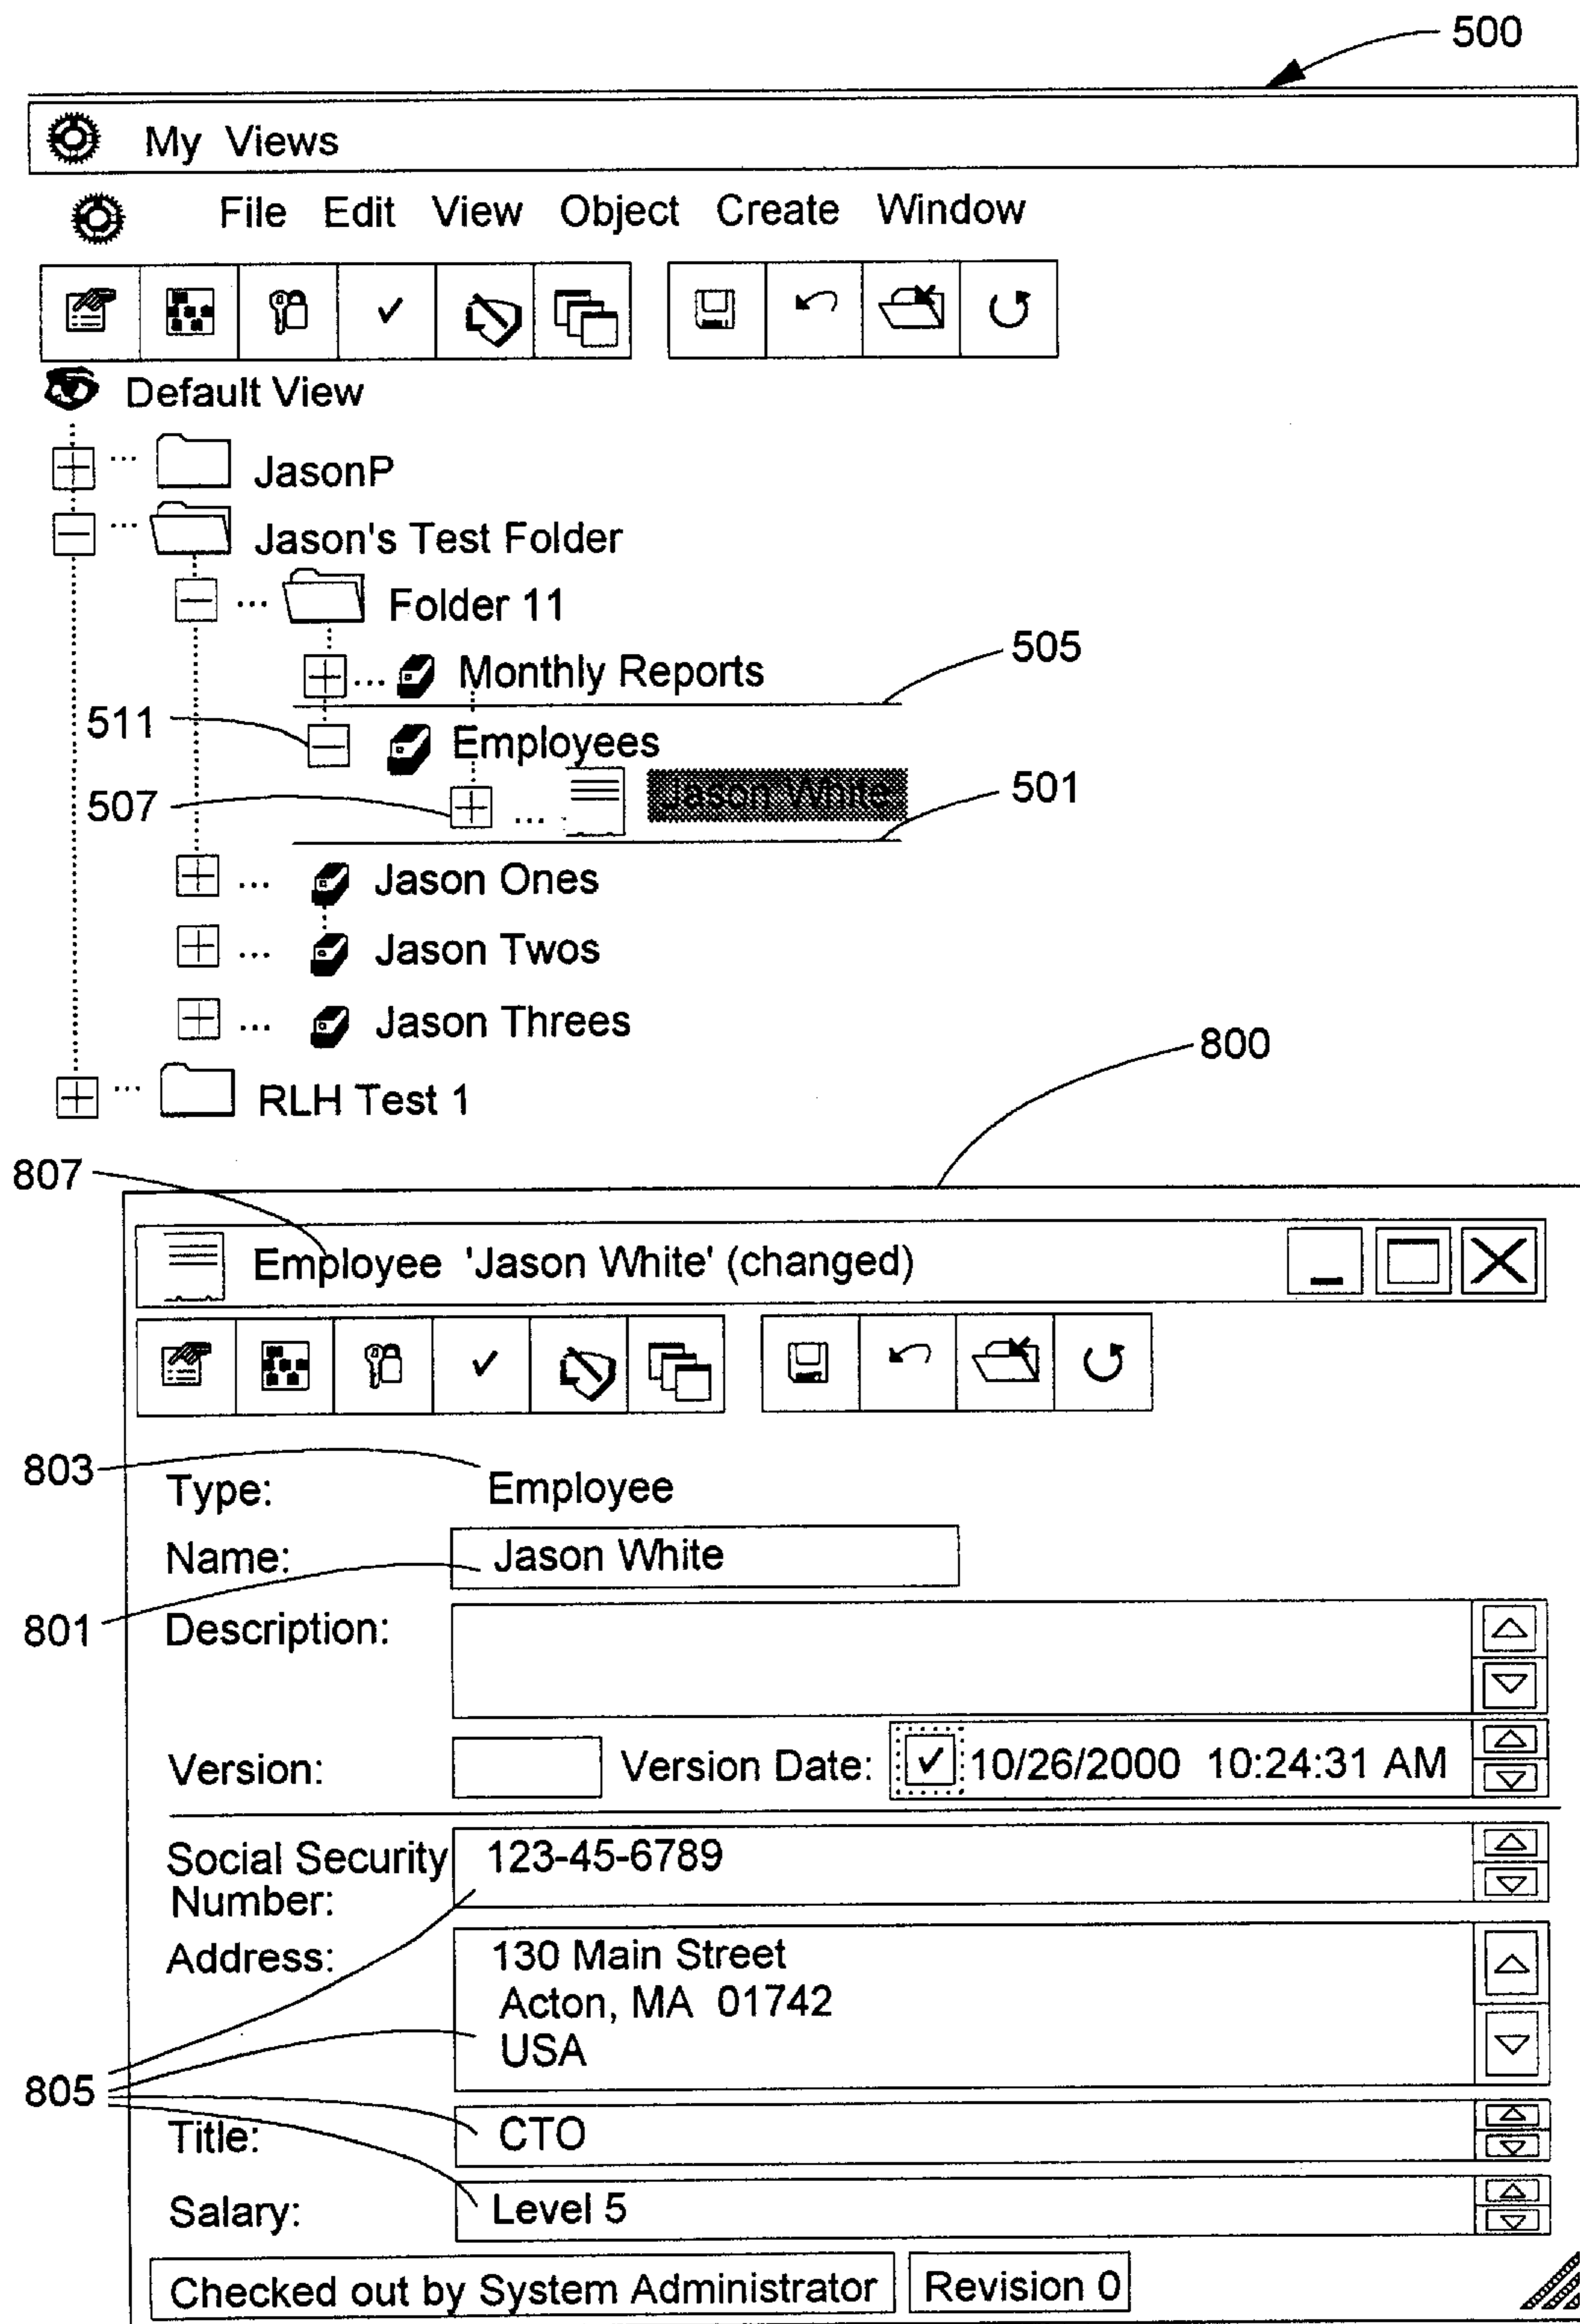 500
My Views
File Edit View Object Create Window
Default View
JasonP
Jason's Test Folder
Folder 11
505
Monthly Reports
511
Employees
507
Jason White
501
Jason Ones
Jason Twos
Jason Threes
800
RLH Test 1
807
Employee 'Jason White' (changed)
803
Type: Employee
Name: Jason White
801
Description:
Version: Version Date: 10/26/2000 10:24:31 AM
Social Security 123-45-6789
Number:
Address: 130 Main Street
Acton, MA 01742
USA
805
Title: CTO
Salary: Level 5
Checked out by System Administrator Revision 0